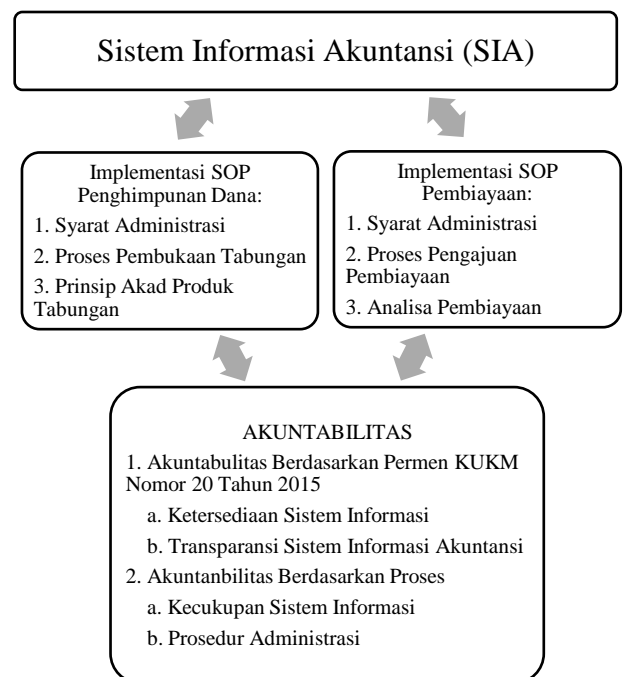 Sistem Informasi Akuntansi (SIA)
Implementasi SOP
Penghimpunan Dana:
1. Syarat Administrasi
2. Proses Pembukaan Tabungan
3. Prinsip Akad Produk
Tabungan
Implementasi SOP
Pembiayaan:
1. Syarat Administrasi
2. Proses Pengajuan
Pembiayaan
3. Analisa Pembiayaan
AKUNTABILITAS
1. Akuntabulitas Berdasarkan Permen KUKM
Nomor 20 Tahun 2015
a. Ketersediaan Sistem Informasi
b. Transparansi Sistem Informasi Akuntansi
2. Akuntanbilitas Berdasarkan Proses
a. Kecukupan Sistem Informasi
b. Prosedur Administrasi